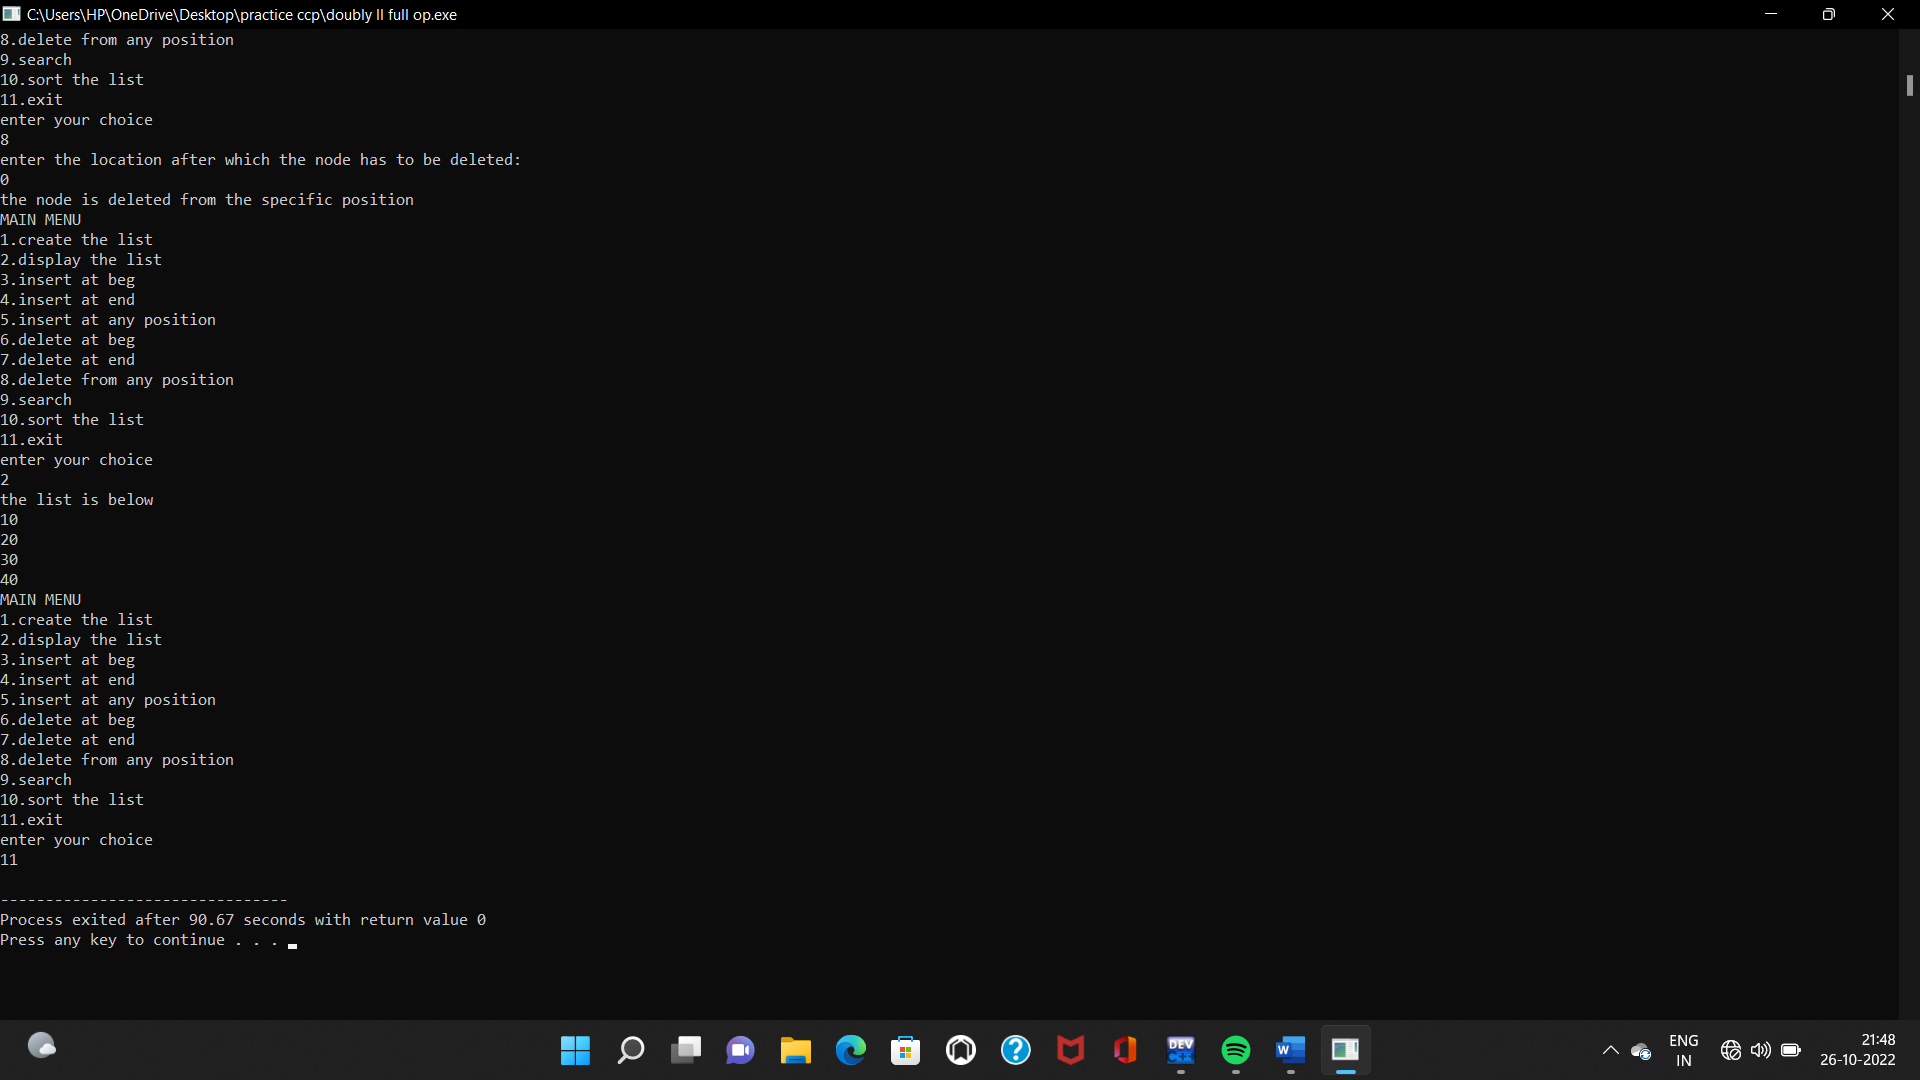 C:\Users\HP\OneDrive\Desktop\practice ccp\doubly ll full op.exe
8.delete from any position
9.search
10.sort the list
11.exit
enter your choice
8
enter the location after which the node has to be deleted:
0
the node is deleted from the specific position
MAIN MENU
1.create the list
2.display the list
3.insert at beg
4.insert at end
5.insert at any position
6.delete at beg
7.delete at end
8.delete from any position
9.search
10.sort the list
11.exit
enter your choice
2
the list is below
10
20
30
40
MAIN MENU
1.create the list
2.display the list
3.insert at beg
4.insert at end
5.insert at any position
6.delete at beg
7.delete at end
8.delete from any position
9.search
10.sort the list
11.exit
enter your choice
11
--------------------------------
Process exited after 90.67 seconds with return value 0
Press any key to continue . . .
DEV
C++
W
ENG
IN
21:48
26-10-2022